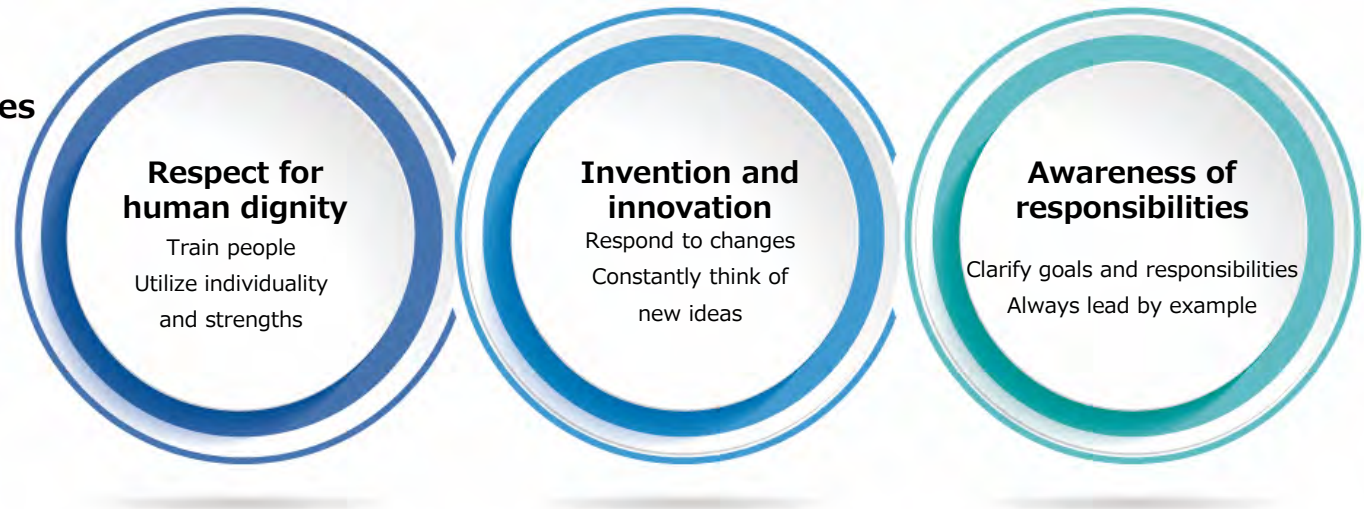 es
Respect for
human dignity
Train people
Utilize individuality
and strengths
Invention and
innovation
Respond to changes
Constantly think of
new ideas
Awareness of
responsibilities
Clarify goals and responsibilities
Always lead by example